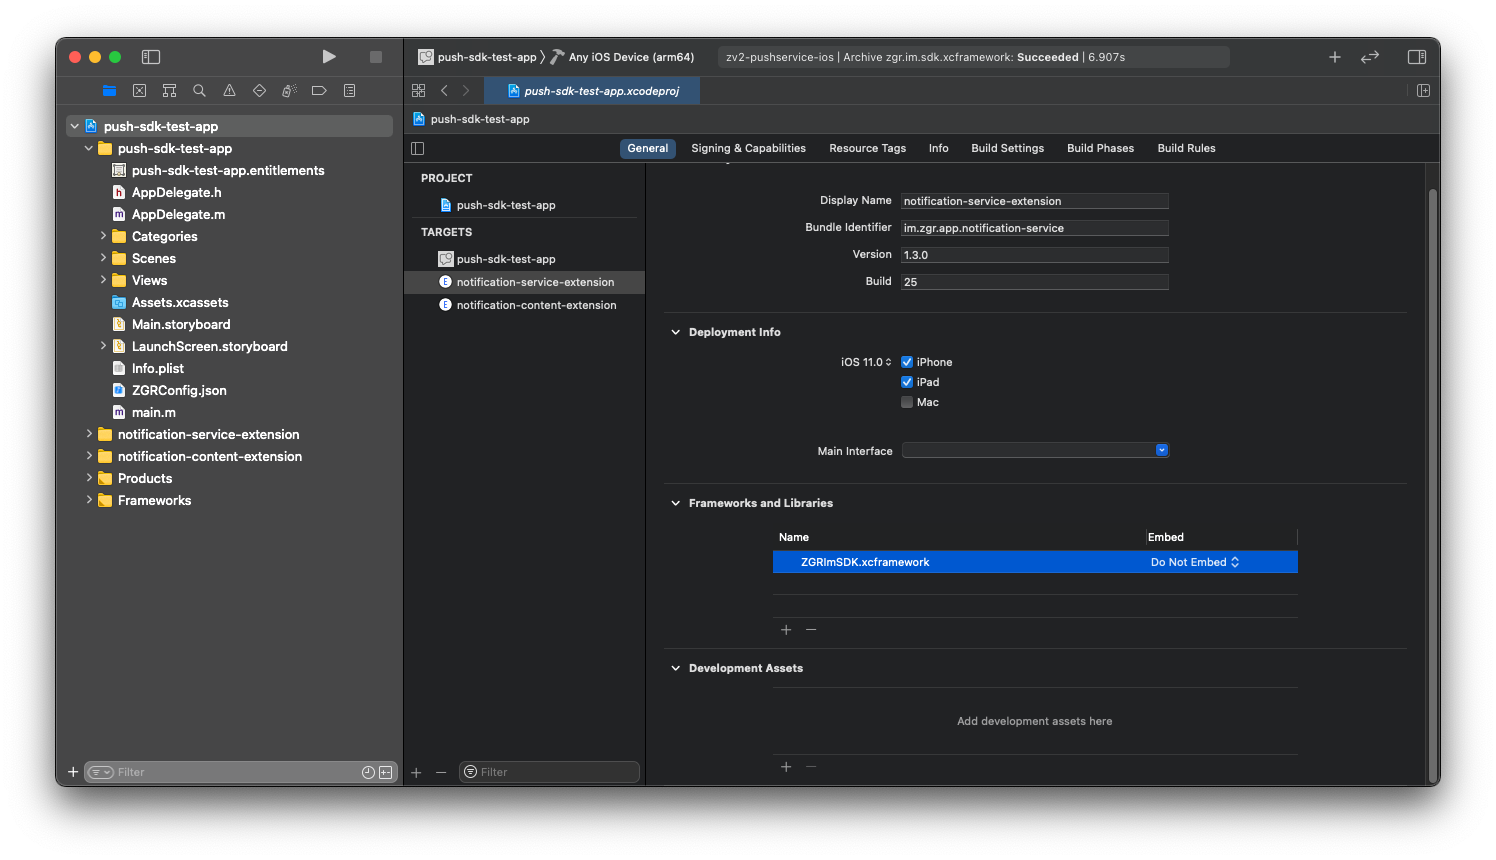 push-sdk-test-app
Any iOS Device (arm64)
zv2-pushservice-ios | Archive zgr.im.sdk.xcframework: Succeeded | 6.907s
push-sdk-test-app.xcodeproj
push-sdk-test-app
General
Signing & Capabilities
Resource Tags
Info
Build Settings
Build Phases
Build Rules
push-sdk-test-app
push-sdk-test-app
push-sdk-test-app.entitlements
h AppDelegate.h
m AppDelegate.m
Categories
Scenes
Views
Assets.xcassets
Main.storyboard
LaunchScreen.storyboard
Info.plist
ZGRConfig.json
m main.m
notification-service-extension
notification-content-extension
Products
Frameworks
Filter
PROJECT
push-sdk-test-app
TARGETS
push-sdk-test-app
E notification-service-extension
E notification-content-extension
Filter
Display Name notification-service-extension
Bundle Identifier im.zgr.app.notification-service
Version 1.3.0
Build 25
Deployment Info
iOS 11.0 iPhone
iPad
Mac
Main Interface
Frameworks and Libraries
Name Embed
ZGRImSDK.xcframework Do Not Embed
Development Assets
Add development assets here